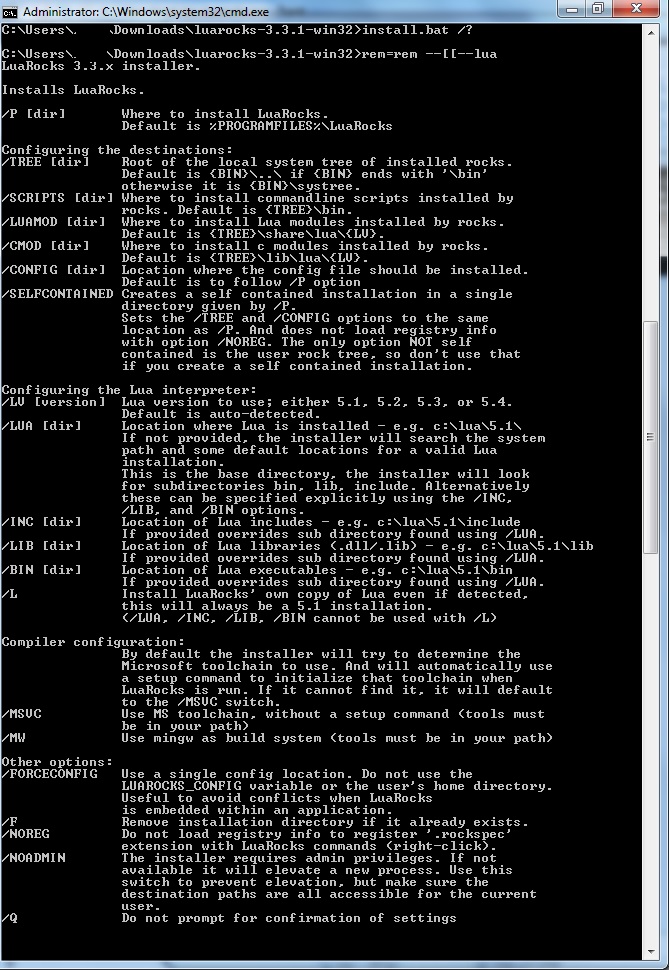 Administrator: C:\Windows\system32\cmd.exe
C:\Users\. \Downloads\luarocks-3.3.1-win32>install.bat /?
C:\Users\. \Downloads\luarocks-3.3.1-win32>rem=rem --[[--lua
LuaRocks 3.3.x installer.
Installs LuaRocks.
/P [dir] Where to install LuaRocks.
Default is %PROGRAMFILES%\LuaRocks
Configuring the destinations:
/TREE [dir] Root of the local system tree of installed rocks.
Default is {BIN}\..\ if {BIN} ends with '\bin'
otherwise it is {BIN}\systree.
/SCRIPTS [dir] Where to install commandline scripts installed by
rocks. Default is {TREE}\bin.
/LUAMOD [dir] Where to install Lua modules installed by rocks.
Default is {TREE}\share\lua\{LV}.
/CMOD [dir] Where to install c modules installed by rocks.
Default is {TREE}\lib\lua\{LV}.
/CONFIG [dir] Location where the config file should be installed.
Default is to follow /P option
/SELFCONTAINED Creates a self contained installation in a single
directory given by /P.
Sets the /TREE and /CONFIG options to the same
location as /P. And does not load registry info
with option /NOREG. The only option NOT self
contained is the user rock tree, so don't use that
if you create a self contained installation.
Configuring the Lua interpreter:
/LV [version] Lua version to use; either 5.1, 5.2, 5.3, or 5.4.
Default is auto-detected.
/LUA [dir] Location where Lua is installed - e.g. c:\lua\5.1\
If not provided, the installer will search the system
path and some default locations for a valid Lua
installation.
This is the base directory, the installer will look
for subdirectories bin, lib, include. Alternatively
these can be specified explicitly using the /INC,
/LIB, and /BIN options.
/INC [dir] Location of Lua includes - e.g. c:\lua\5.1\include
If provided overrides sub directory found using /LUA.
/LIB [dir] Location of Lua libraries (.dll/.lib) - e.g. c:\lua\5.1\lib
If provided overrides sub directory found using /LUA.
/BIN [dir] Location of Lua executables - e.g. c:\lua\5.1\bin
If provided overrides sub directory found using /LUA.
/L Install LuaRocks' own copy of Lua even if detected,
this will always be a 5.1 installation.
(/LUA, /INC, /LIB, /BIN cannot be used with /L)
Compiler configuration:
By default the installer will try to determine the
Microsoft toolchain to use. And will automatically use
a setup command to initialize that toolchain when
LuaRocks is run. If it cannot find it, it will default
to the /MSVC switch.
/MSVC Use MS toolchain, without a setup command (tools must
be in your path)
/MW Use mingw as build system (tools must be in your path)
Other options:
/FORCECONFIG Use a single config location. Do not use the
LUAROCKS_CONFIG variable or the user's home directory.
Useful to avoid conflicts when LuaRocks
is embedded within an application.
/F Remove installation directory if it already exists.
/NOREG Do not load registry info to register '.rockspec'
extension with LuaRocks commands (right-click).
/NOADMIN The installer requires admin privileges. If not
available it will elevate a new process. Use this
switch to prevent elevation, but make sure the
destination paths are all accessible for the current
user.
/Q Do not prompt for confirmation of settings